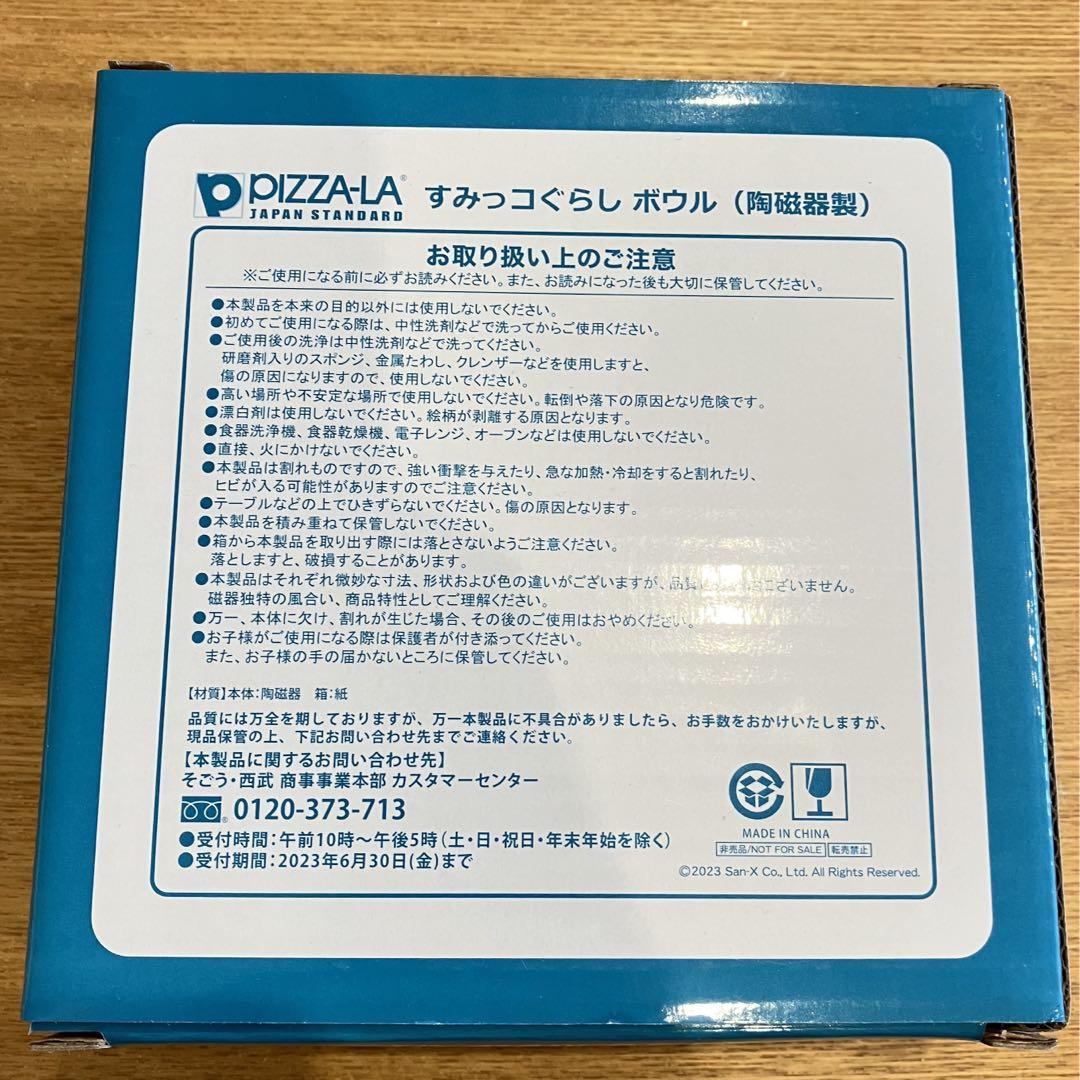 PIZZA-LA® すみっコぐらし ボウル（陶磁器製）
JAPAN STANDARD
お取り扱い上のご注意
※ご使用になる前に必ずお読みください。また、お読みになった後も大切に保管してください。
●本製品を本来の目的以外には使用しないでください。
●初めてご使用になる際は、中性洗剤などで洗ってからご使用ください。
●ご使用後の洗浄は中性洗剤などで洗ってください。
研磨剤入りのスポンジ、金属たわし、クレンザーなどを使用しますと、
傷の原因になりますので、使用しないでください。
●高い場所や不安定な場所で使用しないでください。転倒や落下の原因となり危険です。
●漂白剤は使用しないでください。絵柄が剥離する原因となります。
●食器洗浄機、食器乾燥機、電子レンジ、オーブンなどは使用しないでください。
●直接、火にかけないでください。
●本製品は割れものですので、強い衝撃を与えたり、急な加熱・冷却をすると割れたり、
ヒビが入る可能性がありますのでご注意ください。
●テーブルなどの上でひきずらないでください。傷の原因となります。
●本製品を積み重ねて保管しないでください。
●箱から本製品を取り出す際には落とさないようご注意ください。
落としますと、破損することがあります。
●本製品はそれぞれ微妙な寸法、形状および色の違いがございますが、品質にございません。
磁器独特の風合い、商品特性としてご理解ください。
●万一、本体に欠け、割れが生じた場合、その後のご使用はおやめください。
●お子様がご使用になる際は保護者が付き添ってください。
また、お子様の手の届かないところに保管してください。
【材質】本体：陶磁器 箱：紙
品質には万全を期しておりますが、万一本製品に不具合がありましたら、お手数をおかけいたしますが、
現品保管の上、下記お問い合わせ先までご連絡ください。
【本製品に関するお問い合わせ先】
そごう・西武 商事事業本部 カスタマーセンター
0120-373-713
●受付時間：午前10時～午後5時（土・日・祝日・年末年始を除く）
●受付期間：2023年6月30日(金)まで
MADE IN CHINA
非売品/NOT FOR SALE 転売禁止
©2023 San-X Co., Ltd. All Rights Reserved.